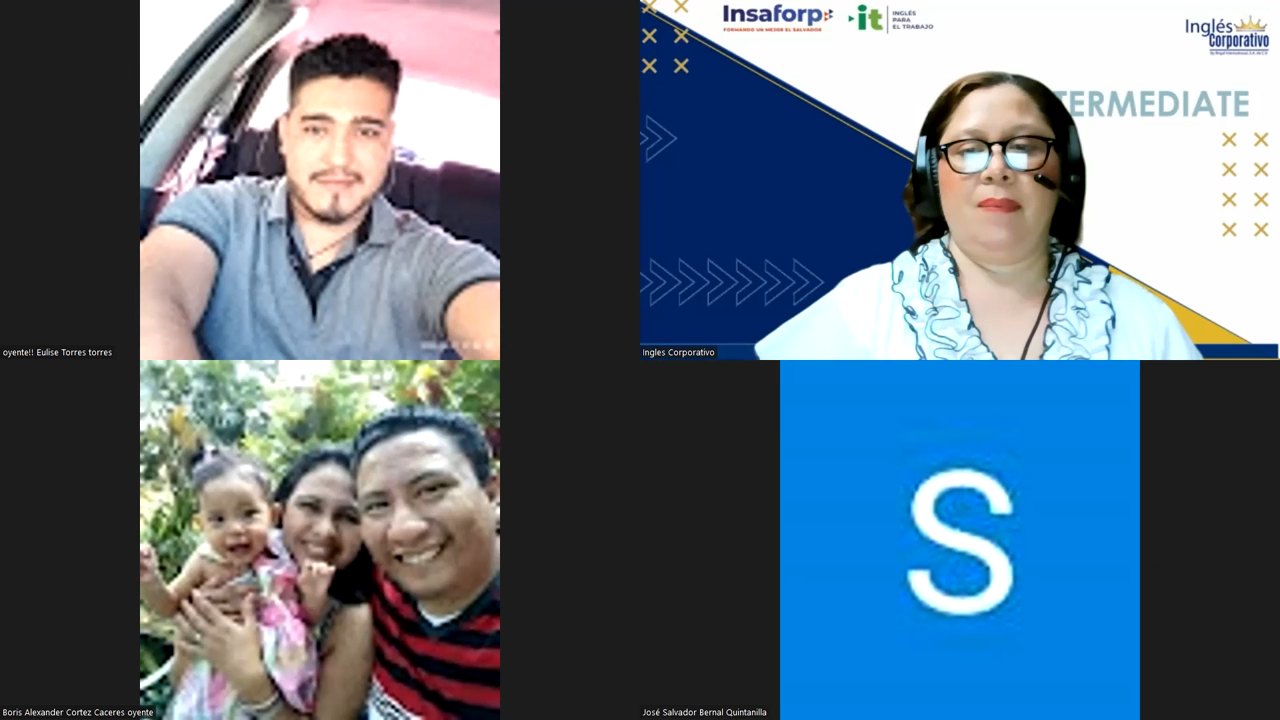 Insaforp
FORMANDO UN MEJOR EL SALVADOR
it
INGLÉS
PARA
EL TRABAJO
Inglés
Corporativo
TERMEDIATE
oyente!! Eulise Torres torres
Ingles Corporativo
S
Boris Alexander Cortez Caceres oyente
José Salvador Bernal Quintanilla